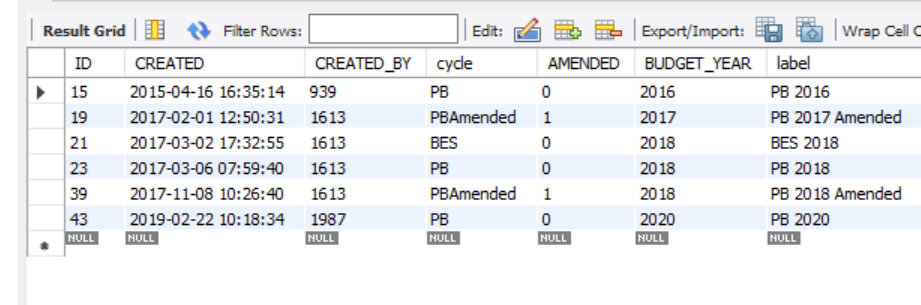 Result Grid Filter Rows: Edit: Export/Import: Wrap Cell C
ID CREATED CREATED_BY cycle AMENDED BUDGET_YEAR label
15 2015-04-16 16:35:14 939 PB 0 2016 PB 2016
19 2017-02-01 12:50:31 1613 PBAmended 1 2017 PB 2017 Amended
21 2017-03-02 17:32:55 1613 BES 0 2018 BES 2018
23 2017-03-06 07:59:40 1613 PB 0 2018 PB 2018
39 2017-11-08 10:26:40 1613 PBAmended 1 2018 PB 2018 Amended
43 2019-02-22 10:18:34 1987 PB 0 2020 PB 2020
NULL NULL NULL NULL NULL NULL NULL